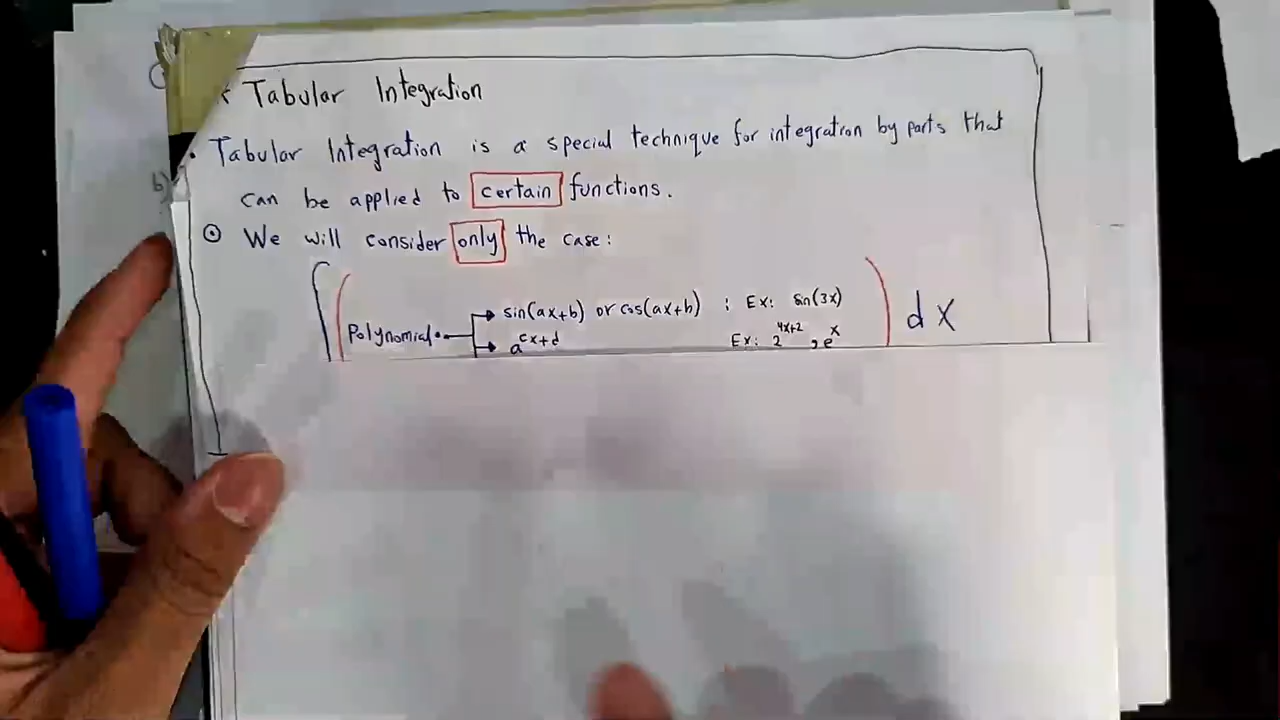 * Tabular Integration
• Tabular Integration is a special technique for integration by parts that
b)
can be applied to certain functions.
⊙ We will consider only the case:
∫ ( Polynomial • → sin(ax+b) or cos(ax+b) : Ex: sin(3x) ) dx
→ a^{cx+d} Ex: 2^{4x+2} , e^x